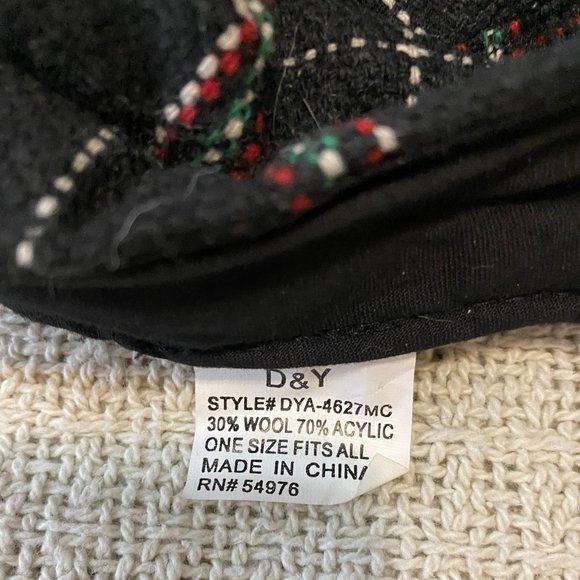 D&Y
STYLE# DYA-4627MC
30% WOOL 70% ACYLIC
ONE SIZE FITS ALL
MADE IN CHINA
RN# 54976